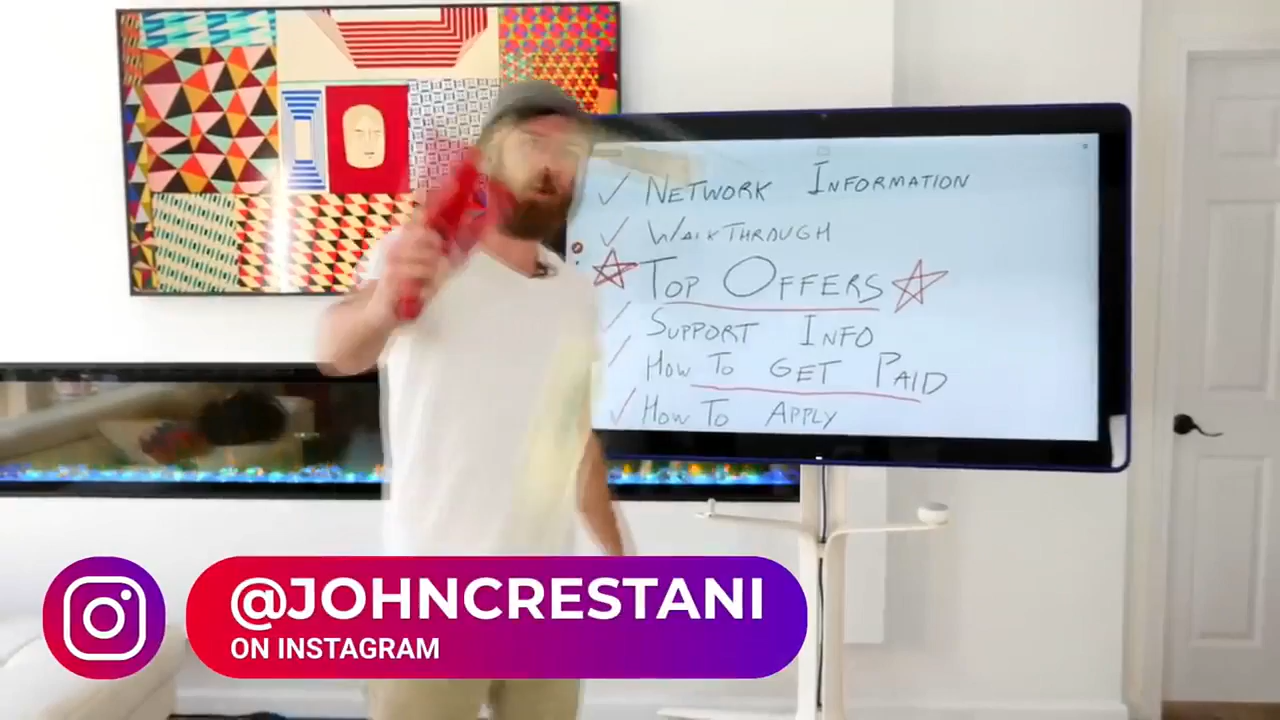 NETWORK INFORMATION
WALKTHROUGH
TOP OFFERS
SUPPORT INFO
HOW TO GET PAID
HOW TO APPLY
@JOHNCRESTANI
ON INSTAGRAM